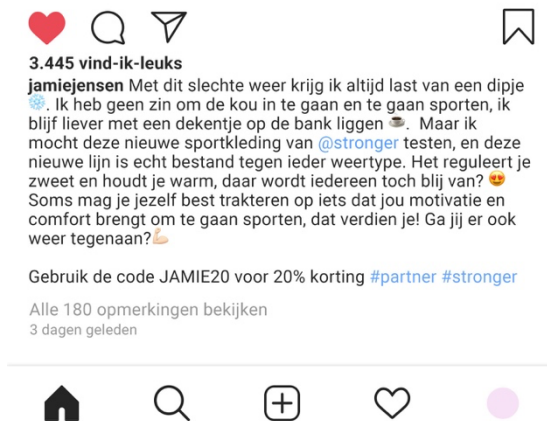 3.445 vind-ik-leuks
jamiejensen Met dit slechte weer krijg ik altijd last van een dipje
❄️. Ik heb geen zin om de kou in te gaan en te gaan sporten, ik
blijf liever met een dekentje op de bank liggen ☕. Maar ik
mocht deze nieuwe sportkleding van @stronger testen, en deze
nieuwe lijn is echt bestand tegen ieder weertype. Het reguleert je
zweet en houdt je warm, daar wordt iedereen toch blij van? 😍
Soms mag je jezelf best trakteren op iets dat jou motivatie en
comfort brengt om te gaan sporten, dat verdien je! Ga jij er ook
weer tegenaan?💪🏻
Gebruik de code JAMIE20 voor 20% korting #partner #stronger
Alle 180 opmerkingen bekijken
3 dagen geleden